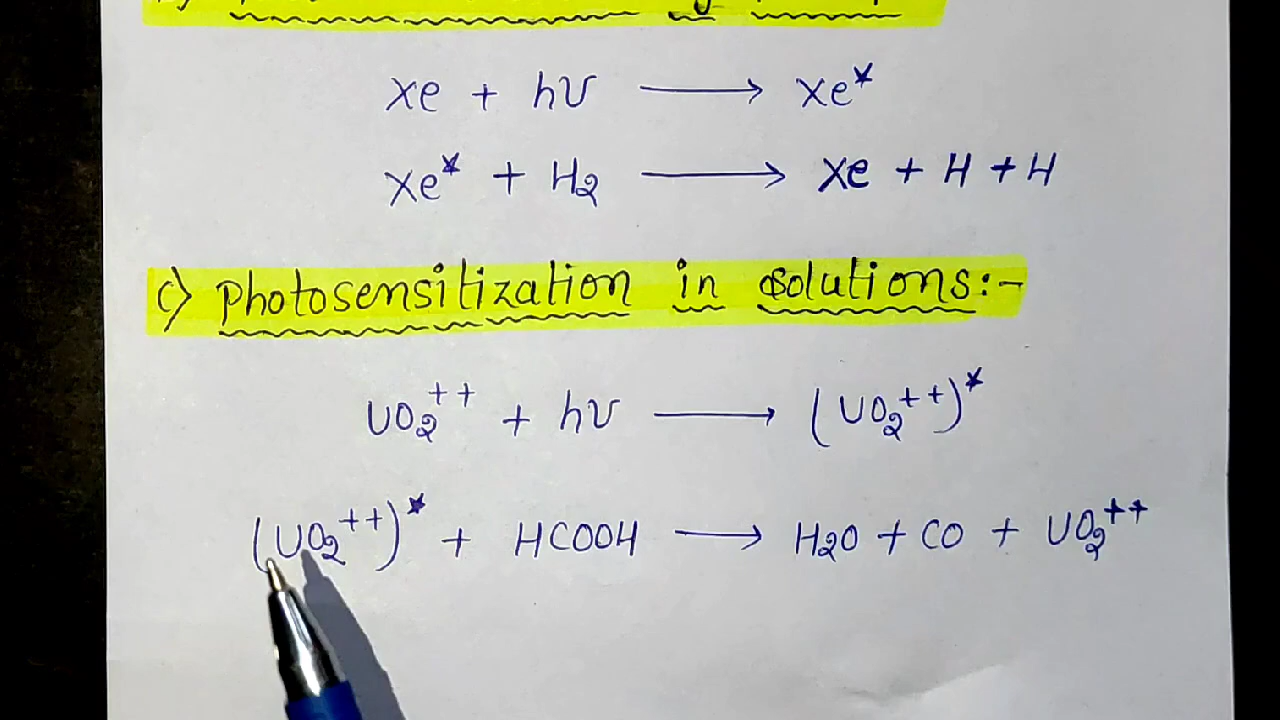 Xe + hν ⟶ Xe*
Xe* + H₂ ⟶ Xe + H + H
c) Photosensitization in solutions:-
UO₂⁺⁺ + hν ⟶ (UO₂⁺⁺)*
(UO₂⁺⁺)* + HCOOH ⟶ H₂O + CO + UO₂⁺⁺